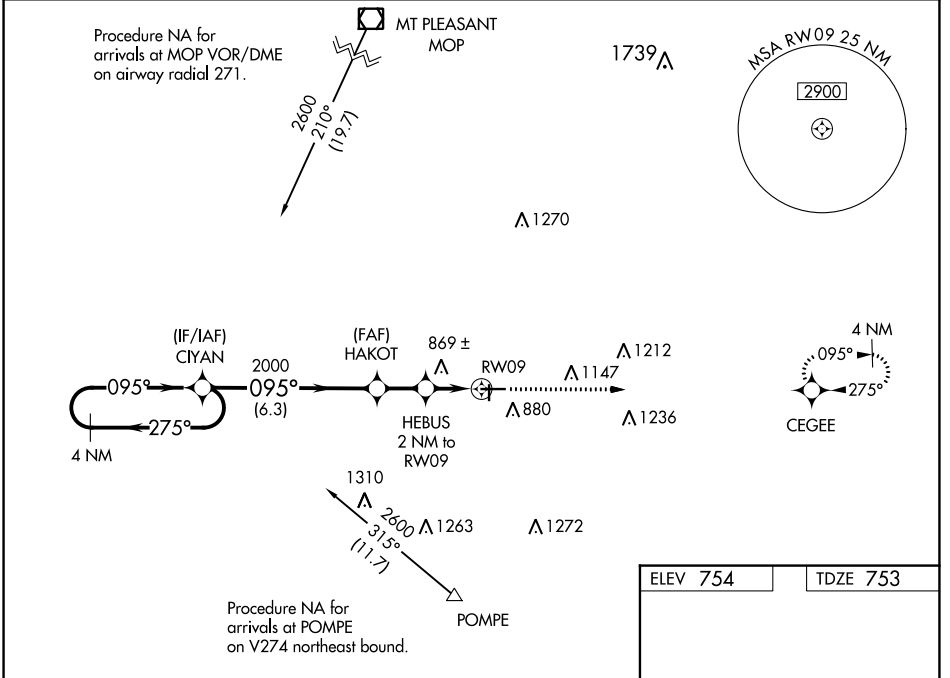 Procedure NA for
arrivals at MOP VOR/DME
on airway radial 271.
MT PLEASANT
MOP
2600
210°
(19.7)
1739
MSA RW09 25 NM
2900
1270
(IF/IAF)
CIYAN
2000
095°
095°
(6.3)
275°
4 NM
(FAF)
HAKOT
869 ±
HEBUS
2 NM to
RW09
RW09
880
1147
1212
1236
4 NM
095°
275°
CEGEE
1310
2600
315°
(11.7)
1263
1272
POMPE
Procedure NA for
arrivals at POMPE
on V274 northeast bound.
ELEV 754
TDZE 753